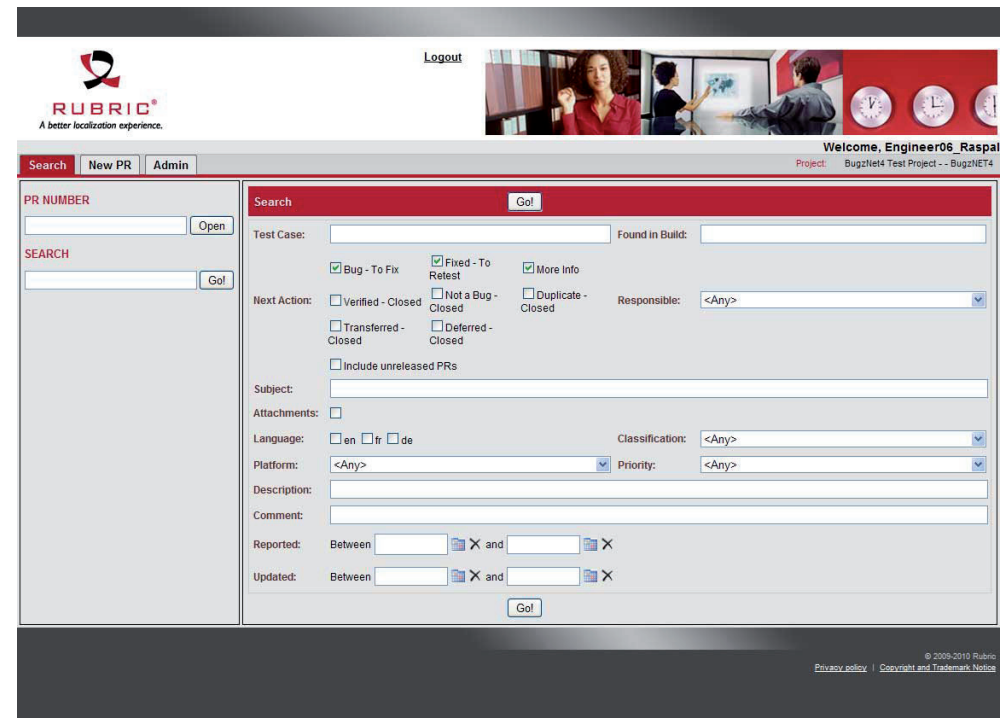 Logout
RUBRIC®
A better localization experience.
Welcome, Engineer06_Raspal
Search New PR Admin
Project: BugzNet4 Test Project - - BugzNET4
PR NUMBER
Open
SEARCH
Go!
Search Go!
Test Case: Found in Build:
Bug - To Fix Fixed - To Retest More Info
Next Action: Verified - Closed Not a Bug - Closed Duplicate - Closed Responsible: <Any>
Transferred - Closed Deferred - Closed
Include unreleased PRs
Subject:
Attachments:
Language: en fr de Classification: <Any>
Platform: <Any> Priority: <Any>
Description:
Comment:
Reported: Between and
Updated: Between and
Go!
© 2009-2010 Rubric
Privacy policy | Copyright and Trademark Notice